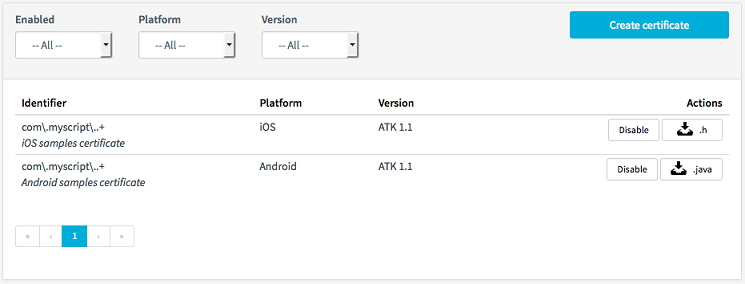 Enabled Platform Version
-- All -- -- All -- -- All -- Create certificate
Identifier Platform Version Actions
com\.myscript\..+ iOS ATK 1.1 Disable .h
iOS samples certificate
com\.myscript\..+ Android ATK 1.1 Disable .java
Android samples certificate
« ‹ 1 › »